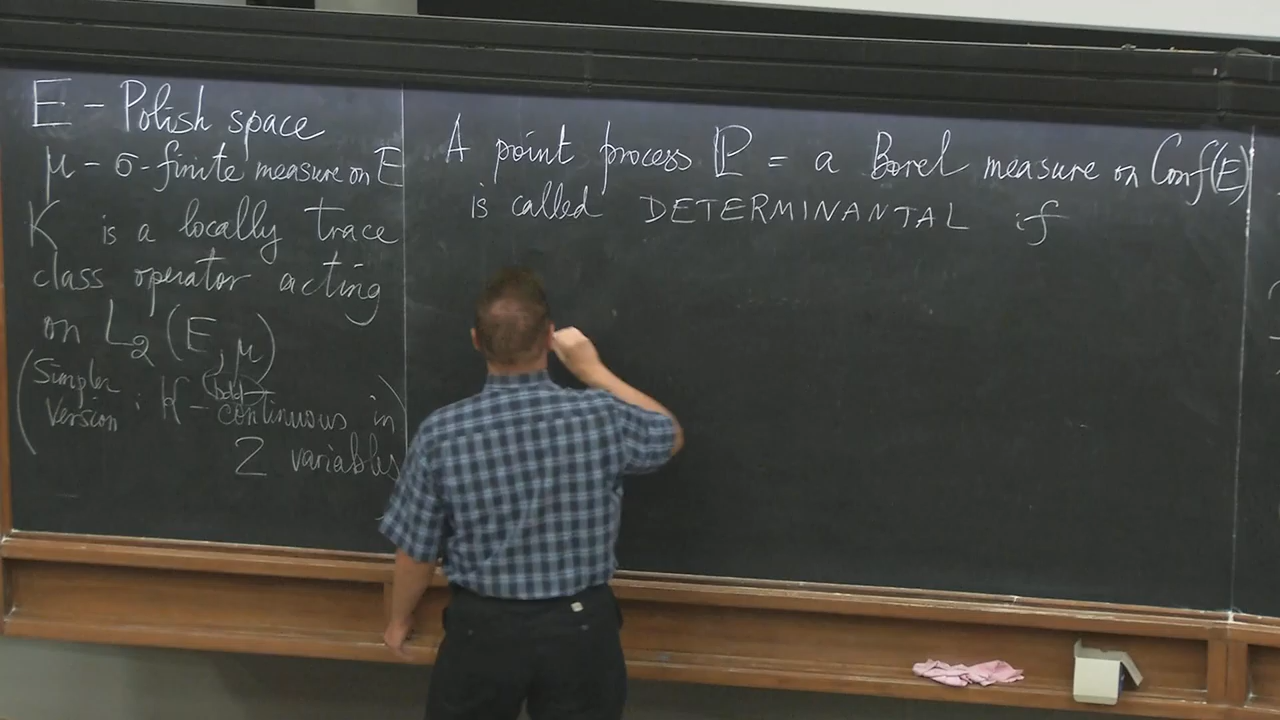 E – Polish space
μ – σ-finite measure on E
K is a locally trace
class operator acting
on L₂(E, μ)
(Simpler
Version: K – continuous in
2 variables)
A point process ℙ = a Borel measure on Conf(E)
is called DETERMINANTAL if